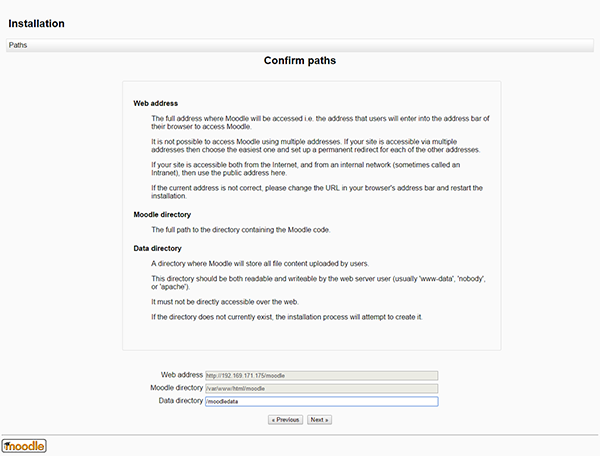 Installation
Paths
Confirm paths
Web address
The full address where Moodle will be accessed i.e. the address that users will enter into the address bar of
their browser to access Moodle.
It is not possible to access Moodle using multiple addresses. If your site is accessible via multiple
addresses then choose the easiest one and set up a permanent redirect for each of the other addresses.
If your site is accessible both from the Internet, and from an internal network (sometimes called an
Intranet), then use the public address here.
If the current address is not correct, please change the URL in your browser's address bar and restart the
installation.
Moodle directory
The full path to the directory containing the Moodle code.
Data directory
A directory where Moodle will store all file content uploaded by users.
This directory should be both readable and writeable by the web server user (usually 'www-data', 'nobody',
or 'apache').
It must not be directly accessible over the web.
If the directory does not currently exist, the installation process will attempt to create it.
Web address http://192.169.171.175/moodle
Moodle directory /var/www/html/moodle
Data directory /moodledata
« Previous Next »
moodle